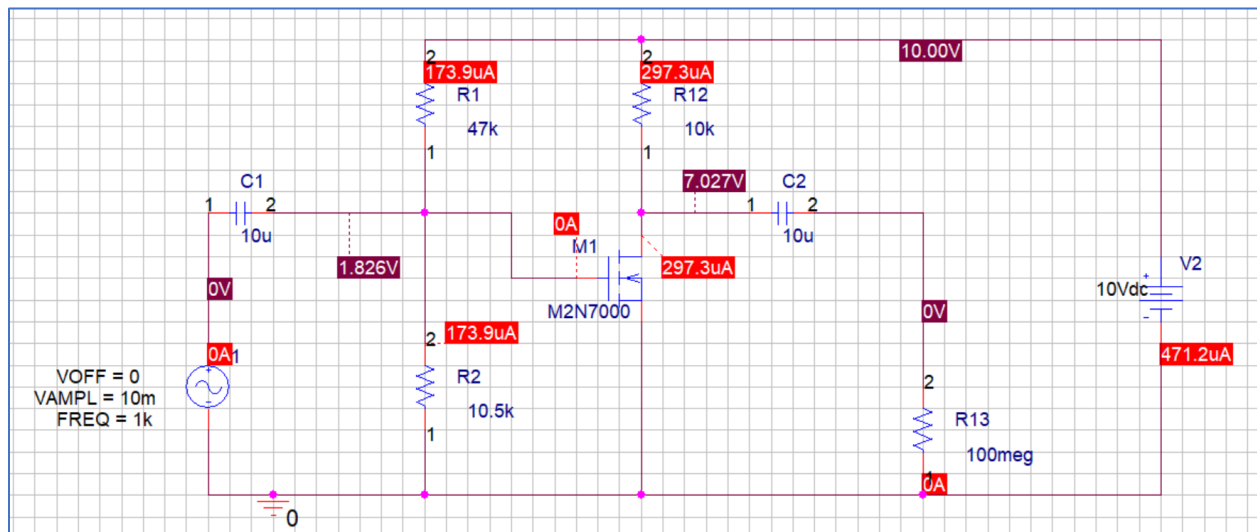 10.00V
2
173.9uA
R1
47k
1
2
297.3uA
R12
10k
1
C1
1
2
10u
1.826V
0V
0A
1
VOFF = 0
VAMPL = 10m
FREQ = 1k
0A
M1
M2N7000
297.3uA
7.027V
C2
1
2
10u
2
173.9uA
R2
10.5k
1
0V
2
R13
100meg
1
0A
V2
10Vdc
+
-
471.2uA
0